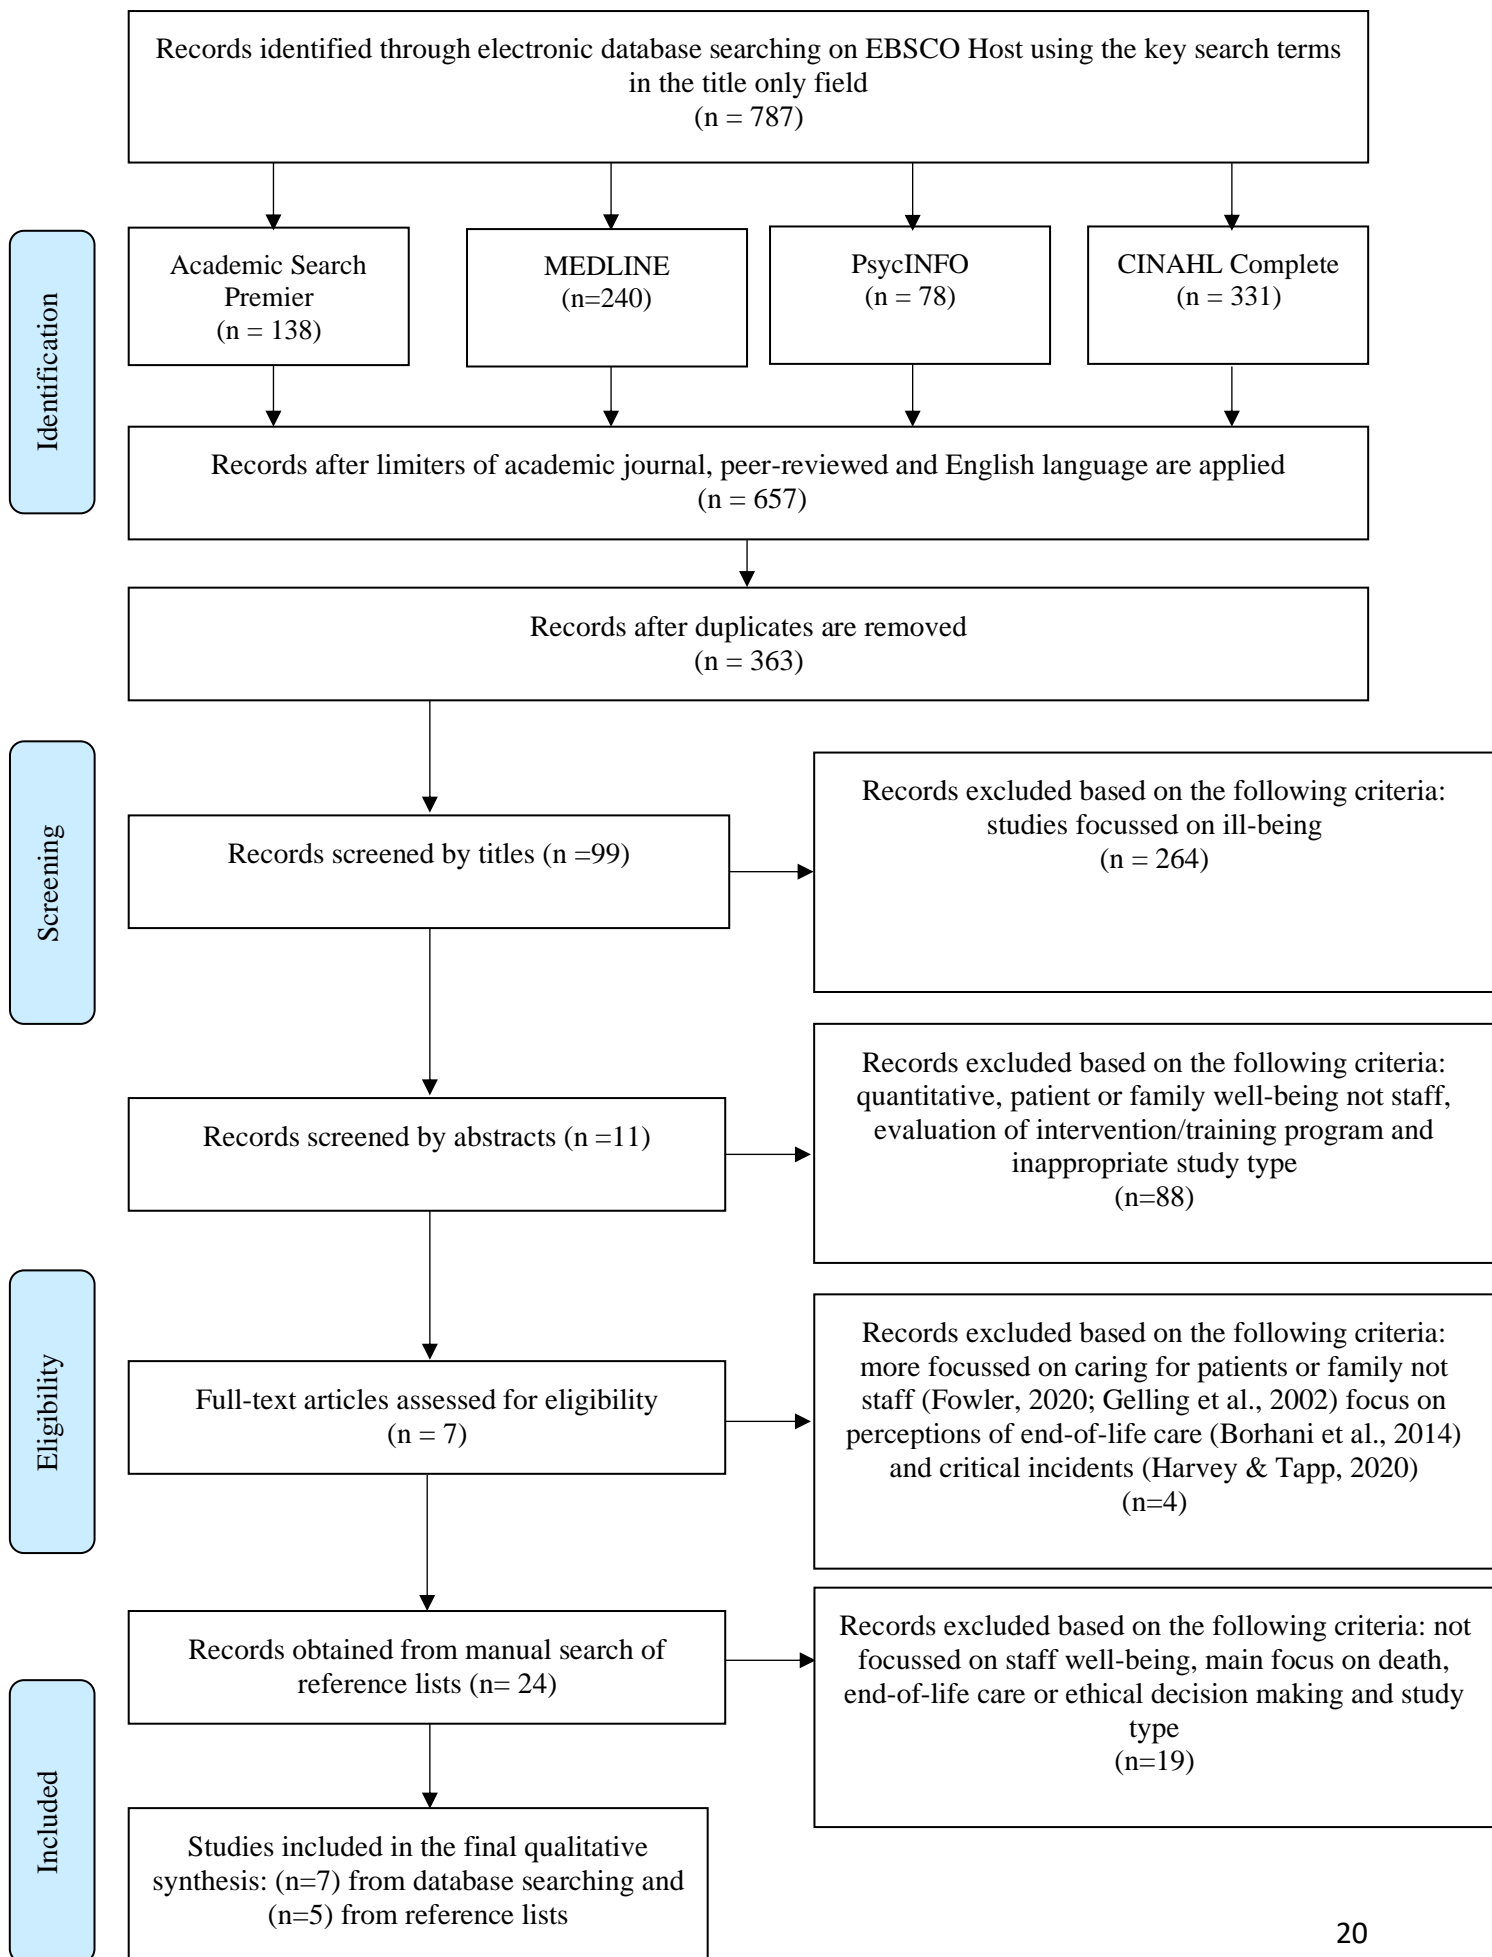 Records identified through electronic database searching on EBSCO Host using the key search terms
in the title only field
(n = 787)
Identification
Academic Search
Premier
(n = 138)
MEDLINE
(n=240)
PsycINFO
(n = 78)
CINAHL Complete
(n = 331)
Records after limiters of academic journal, peer-reviewed and English language are applied
(n = 657)
Records after duplicates are removed
(n = 363)
Screening
Records screened by titles (n =99)
Records excluded based on the following criteria:
studies focussed on ill-being
(n = 264)
Records screened by abstracts (n =11)
Records excluded based on the following criteria:
quantitative, patient or family well-being not staff,
evaluation of intervention/training program and
inappropriate study type
(n=88)
Eligibility
Full-text articles assessed for eligibility
(n = 7)
Records excluded based on the following criteria:
more focussed on caring for patients or family not
staff (Fowler, 2020; Gelling et al., 2002) focus on
perceptions of end-of-life care (Borhani et al., 2014)
and critical incidents (Harvey & Tapp, 2020)
(n=4)
Records obtained from manual search of
reference lists (n= 24)
Records excluded based on the following criteria: not
focussed on staff well-being, main focus on death,
end-of-life care or ethical decision making and study
type
(n=19)
Included
Studies included in the final qualitative
synthesis: (n=7) from database searching and
(n=5) from reference lists
20